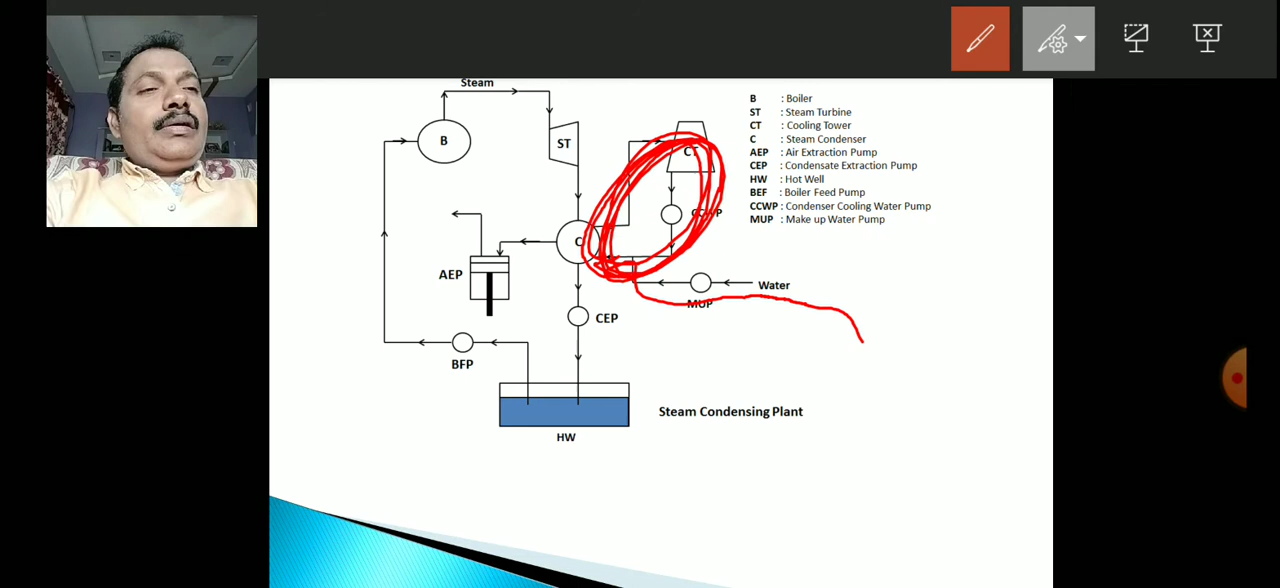 Steam
B : Boiler
ST : Steam Turbine
CT : Cooling Tower
C : Steam Condenser
AEP : Air Extraction Pump
CEP : Condensate Extraction Pump
HW : Hot Well
BEF : Boiler Feed Pump
CCWP : Condenser Cooling Water Pump
MUP : Make up Water Pump
B
ST
CT
CCWP
C
AEP
Water
MUP
CEP
BFP
Steam Condensing Plant
HW